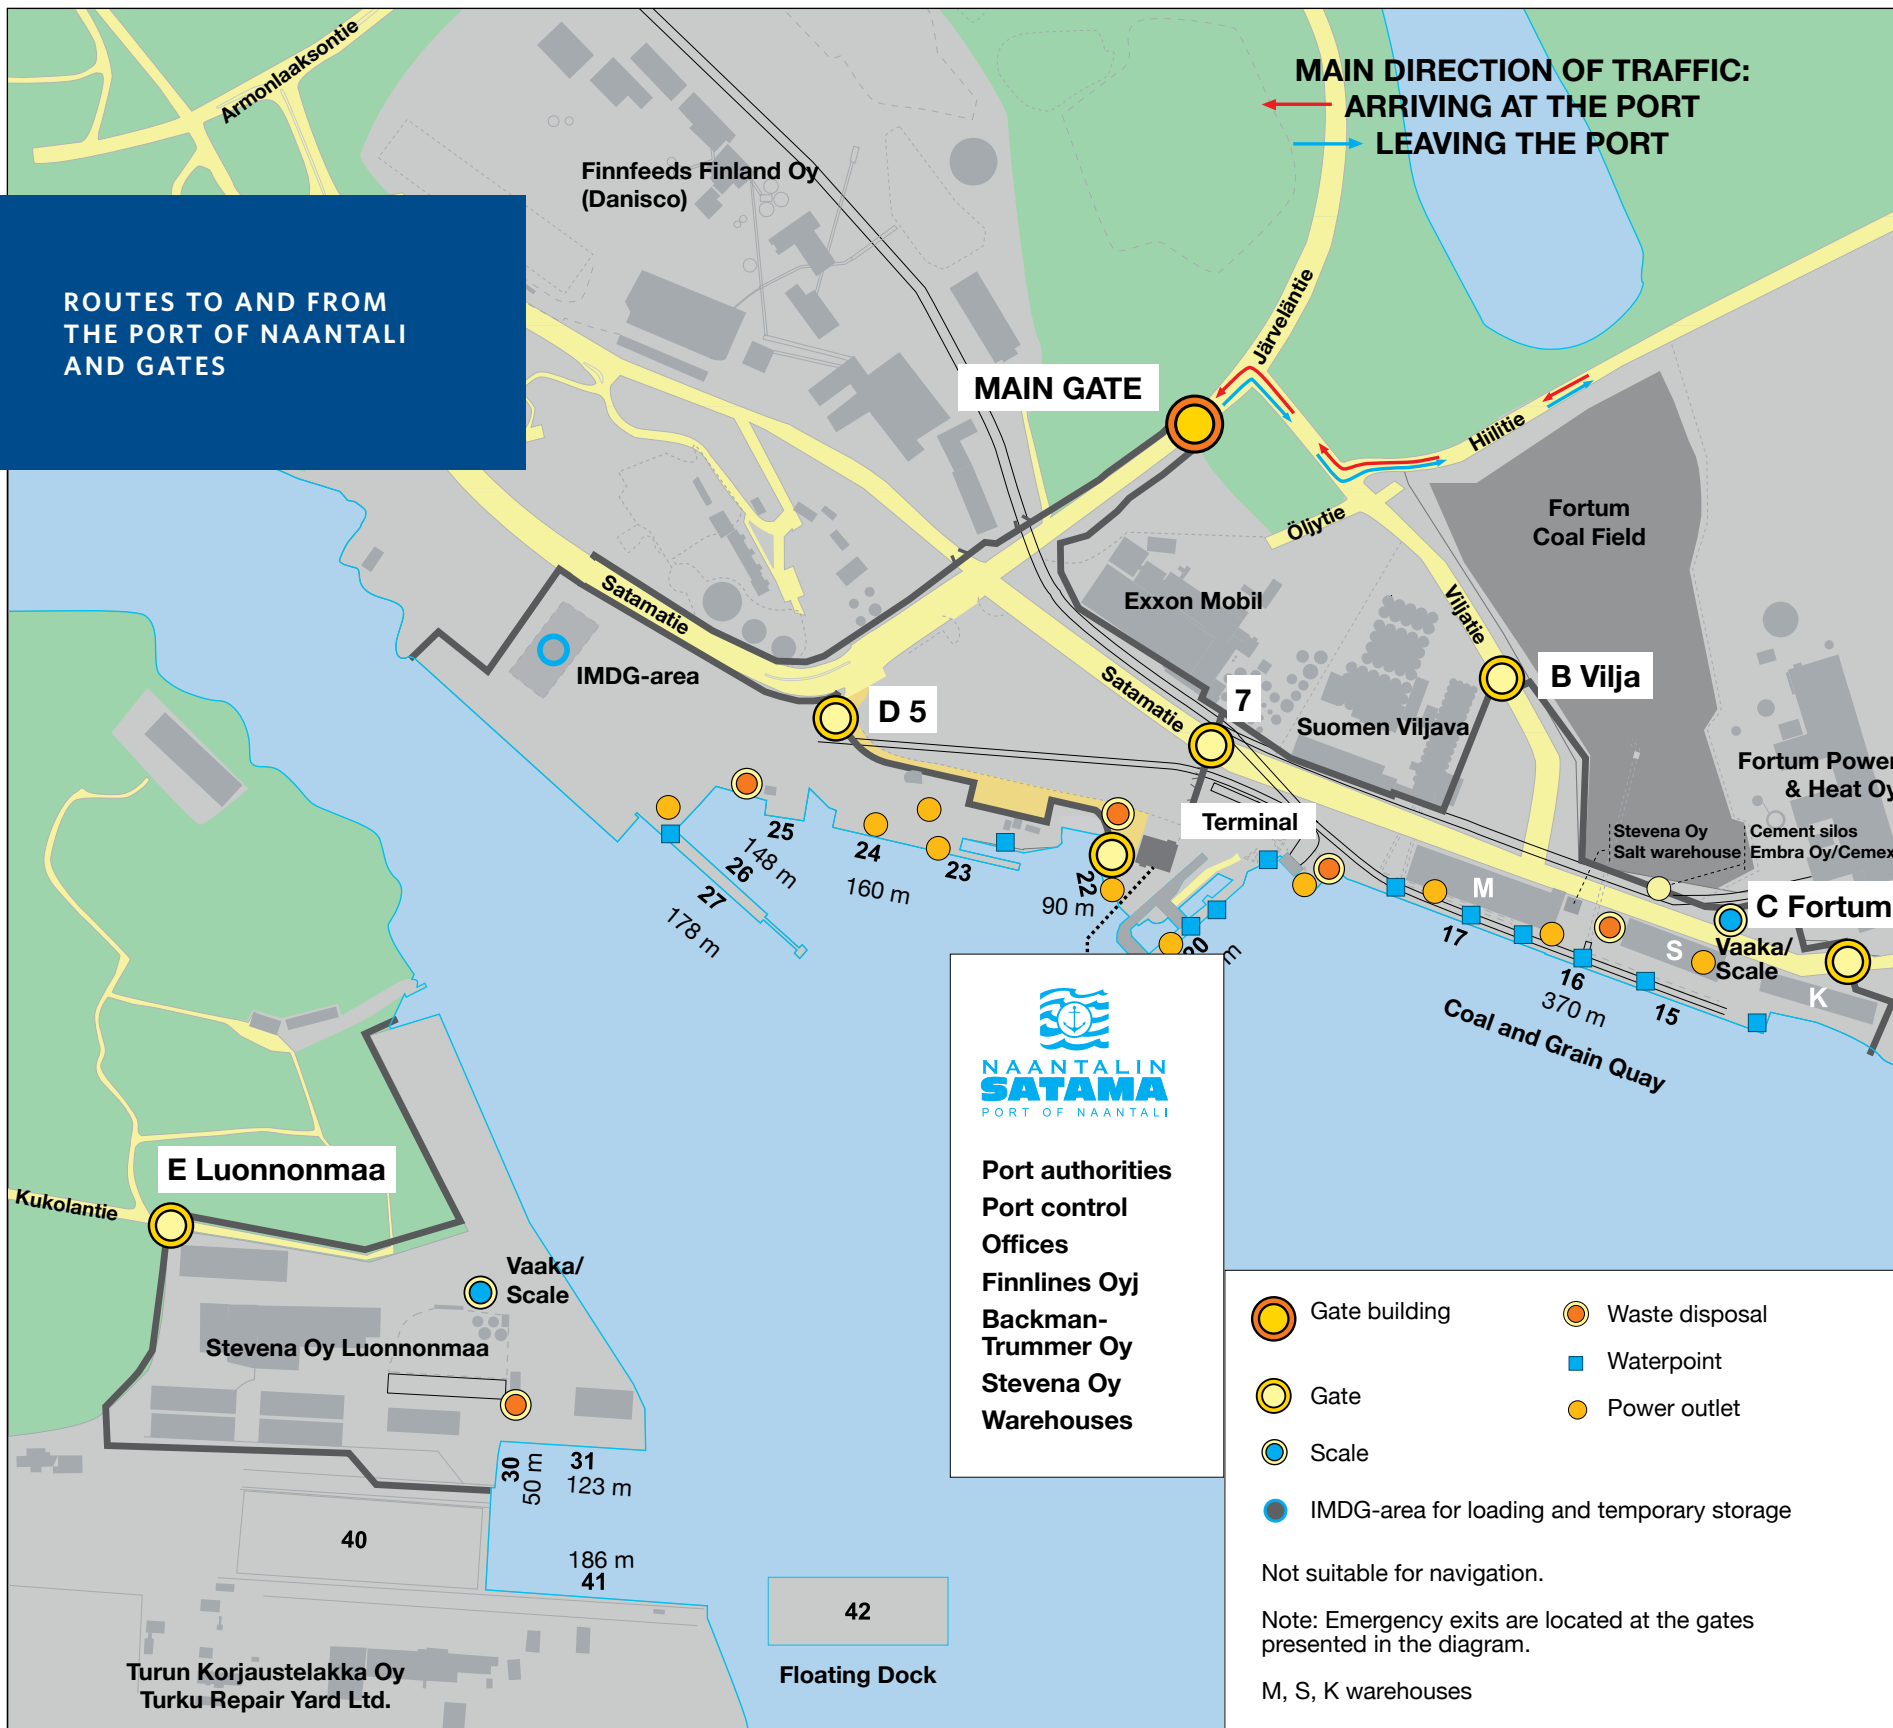 MAIN DIRECTION OF TRAFFIC:
ARRIVING AT THE PORT
LEAVING THE PORT
Armonlaaksontie
Finnfeeds Finland Oy
(Danisco)
ROUTES TO AND FROM
THE PORT OF NAANTALI
AND GATES
Järveläntie
MAIN GATE
Hiilitie
Öljytie
Fortum
Coal Field
Satamatie
Exxon Mobil
Viljatie
IMDG-area
Satamatie
B Vilja
D 5
7
Suomen Viljava
Fortum Power
& Heat Oy
Terminal
Stevena Oy
Salt warehouse
Cement silos
Embra Oy/Cemex
25
148 m
26
27
178 m
24
160 m
23
22
90 m
20
m
M
17
S
Vaaka/
Scale
C Fortum
K
16
370 m
15
Coal and Grain Quay
NAANTALIN
SATAMA
PORT OF NAANTALI
Port authorities
Port control
Offices
Finnlines Oyj
Backman-
Trummer Oy
Stevena Oy
Warehouses
E Luonnonmaa
Kukolantie
Vaaka/
Scale
Stevena Oy Luonnonmaa
30
50 m
31
123 m
40
186 m
41
42
Floating Dock
Turun Korjaustelakka Oy
Turku Repair Yard Ltd.
Gate building
Gate
Scale
IMDG-area for loading and temporary storage
Waste disposal
Waterpoint
Power outlet
Not suitable for navigation.
Note: Emergency exits are located at the gates
presented in the diagram.
M, S, K warehouses